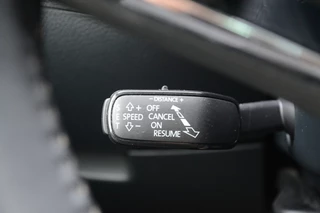 − DISTANCE +
S + OFF
E SPEED CANCEL
T − ON
RESUME